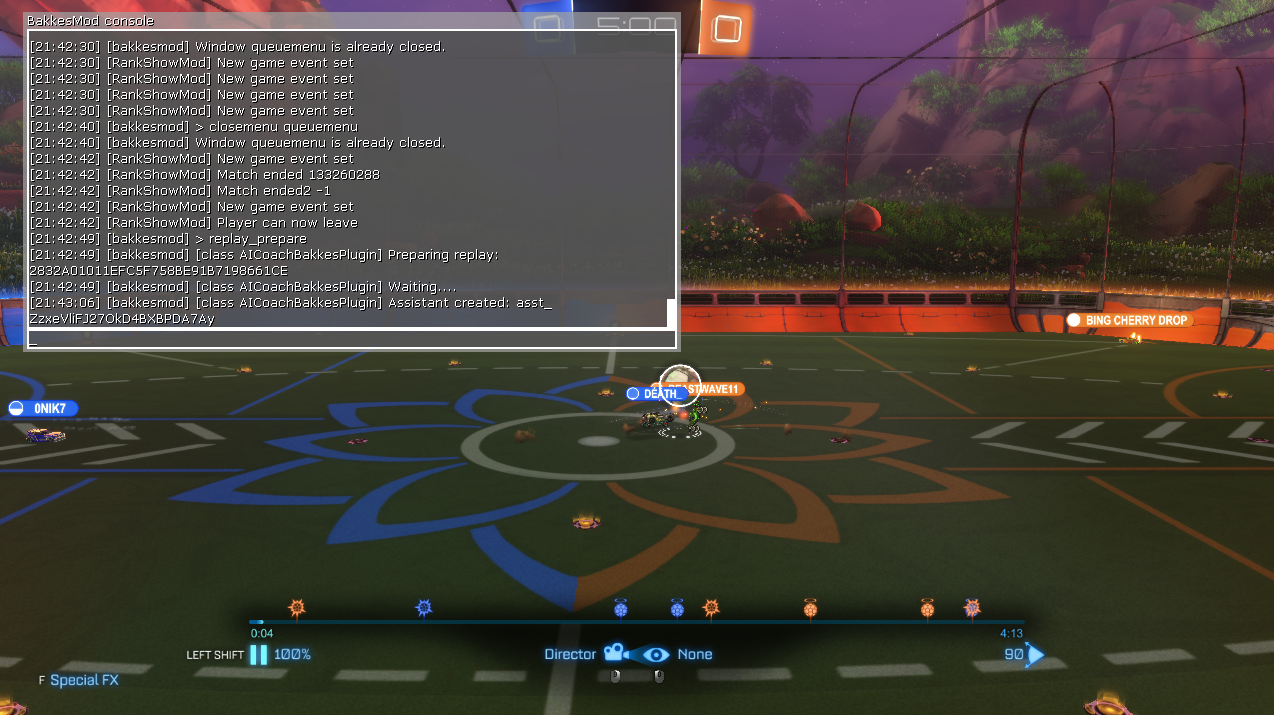 BakkesMod console
5:00
[21:42:30] [bakkesmod] Window queuemenu is already closed.
[21:42:30] [RankShowMod] New game event set
[21:42:30] [RankShowMod] New game event set
[21:42:30] [RankShowMod] New game event set
[21:42:30] [RankShowMod] New game event set
[21:42:40] [bakkesmod] > closemenu queuemenu
[21:42:40] [bakkesmod] Window queuemenu is already closed.
[21:42:42] [RankShowMod] New game event set
[21:42:42] [RankShowMod] Match ended 133260288
[21:42:42] [RankShowMod] Match ended2 -1
[21:42:42] [RankShowMod] New game event set
[21:42:42] [RankShowMod] Player can now leave
[21:42:49] [bakkesmod] > replay_prepare
[21:42:49] [bakkesmod] [class AICoachBakkesPlugin] Preparing replay:
2832A01011EFC5F758BE91B7198661CE
[21:42:49] [bakkesmod] [class AICoachBakkesPlugin] Waiting....
[21:43:06] [bakkesmod] [class AICoachBakkesPlugin] Assistant created: asst_
ZzxeVliFJ27OkD4BXBPDA7Ay
BING CHERRY DROP
DEATH_
0NIK7
0:04
4:13
LEFT SHIFT 100%
Director None
90
F Special FX